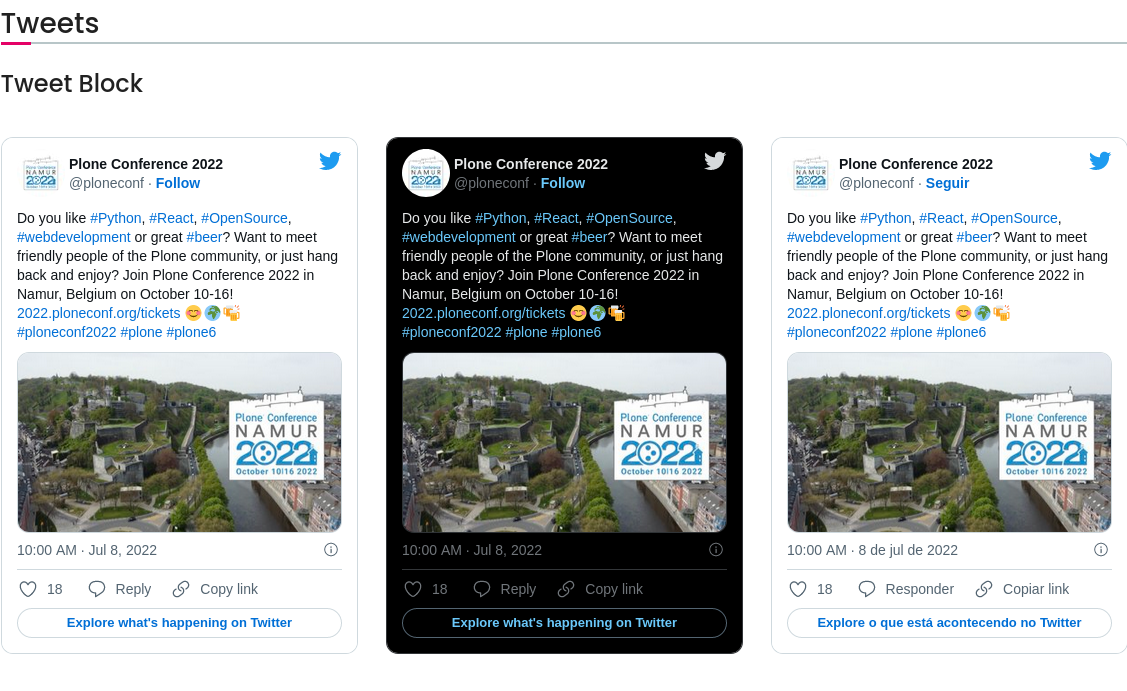 Tweets
Tweet Block
Plone Conference 2022
@ploneconf · Follow
Do you like #Python, #React, #OpenSource,
#webdevelopment or great #beer? Want to meet
friendly people of the Plone community, or just hang
back and enjoy? Join Plone Conference 2022 in
Namur, Belgium on October 10-16!
2022.ploneconf.org/tickets 😊🌍🍻
#ploneconf2022 #plone #plone6
Plone Conference
NAMUR
2022
October 10|16 2022
10:00 AM · Jul 8, 2022
18 Reply Copy link
Explore what's happening on Twitter
Plone Conference 2022
@ploneconf · Follow
Do you like #Python, #React, #OpenSource,
#webdevelopment or great #beer? Want to meet
friendly people of the Plone community, or just hang
back and enjoy? Join Plone Conference 2022 in
Namur, Belgium on October 10-16!
2022.ploneconf.org/tickets 😊🌍🍻
#ploneconf2022 #plone #plone6
Plone Conference
NAMUR
2022
October 10|16 2022
10:00 AM · Jul 8, 2022
18 Reply Copy link
Explore what's happening on Twitter
Plone Conference 2022
@ploneconf · Seguir
Do you like #Python, #React, #OpenSource,
#webdevelopment or great #beer? Want to meet
friendly people of the Plone community, or just hang
back and enjoy? Join Plone Conference 2022 in
Namur, Belgium on October 10-16!
2022.ploneconf.org/tickets 😊🌍🍻
#ploneconf2022 #plone #plone6
Plone Conference
NAMUR
2022
October 10|16 2022
10:00 AM · 8 de jul de 2022
18 Responder Copiar link
Explore o que está acontecendo no Twitter